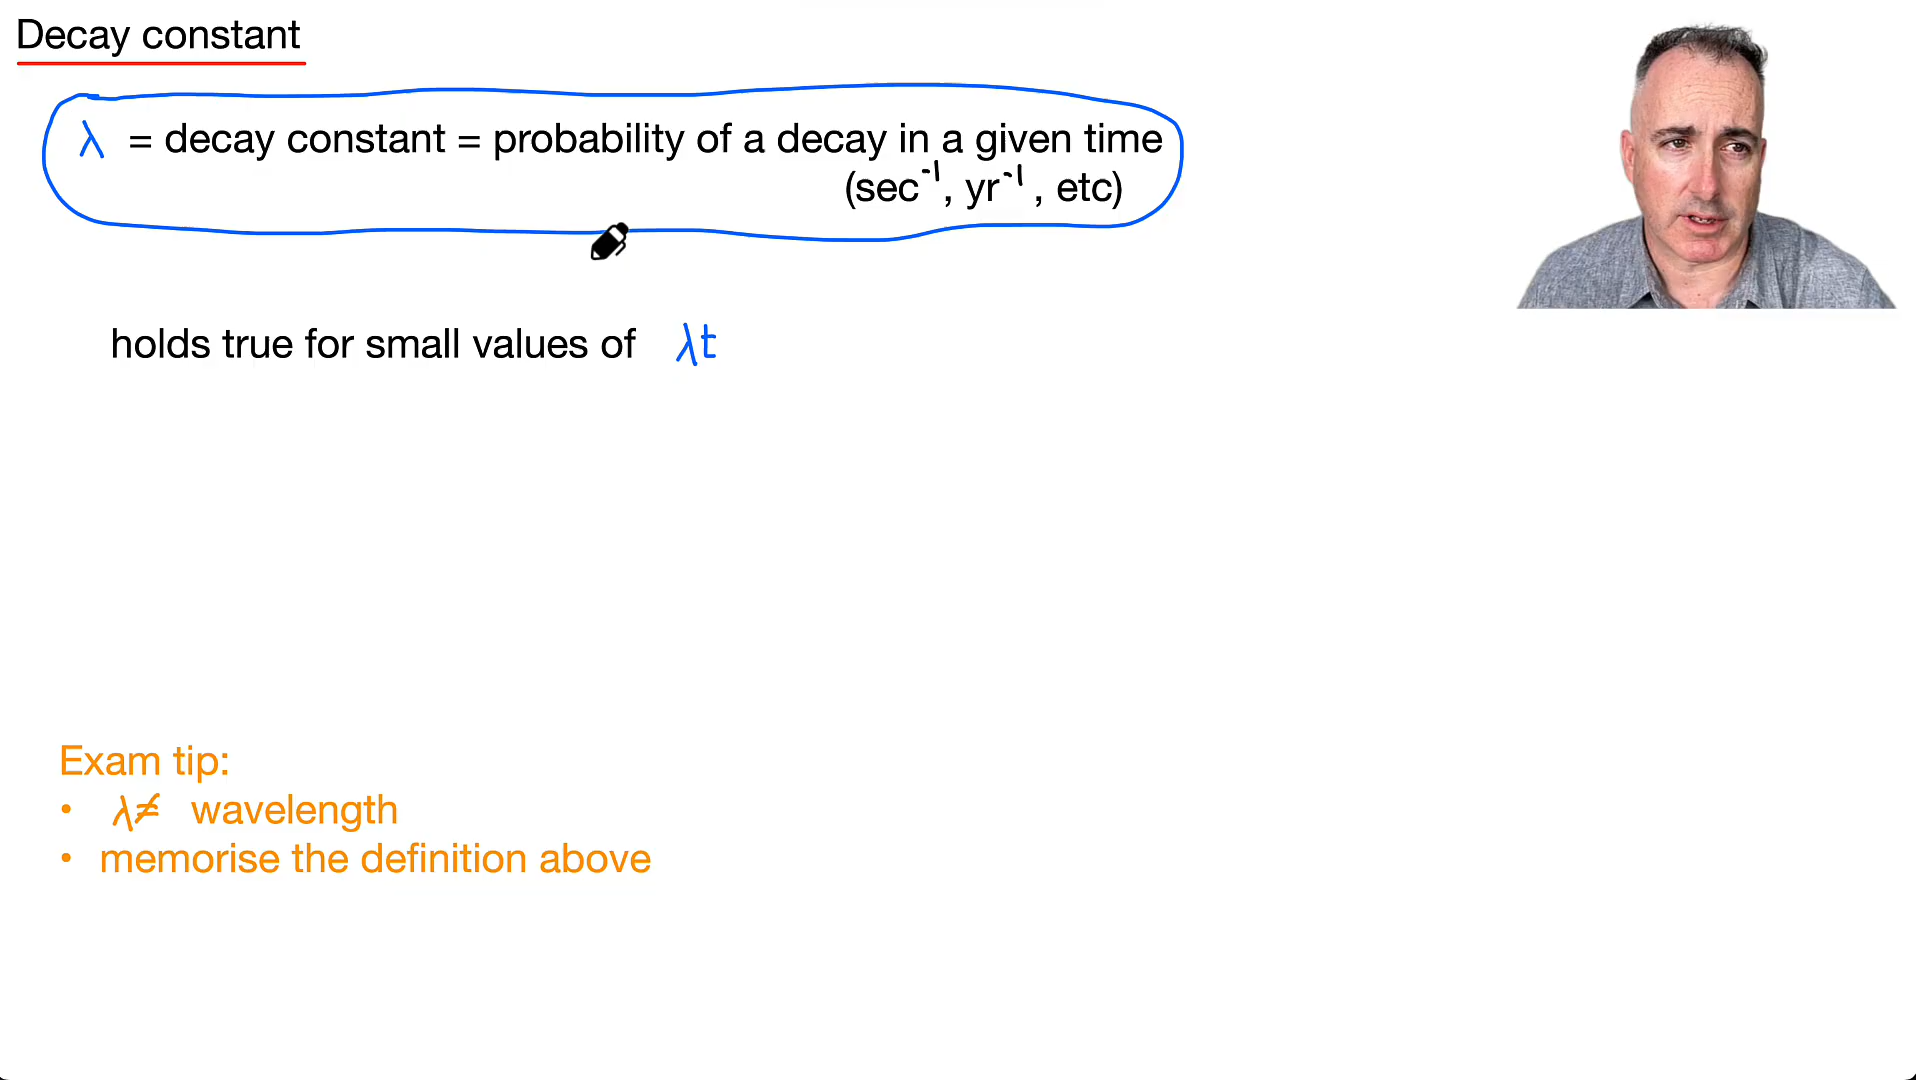 Decay constant
λ = decay constant = probability of a decay in a given time
(sec⁻¹, yr⁻¹, etc)
holds true for small values of λt
Exam tip:
• λ≠ wavelength
• memorise the definition above